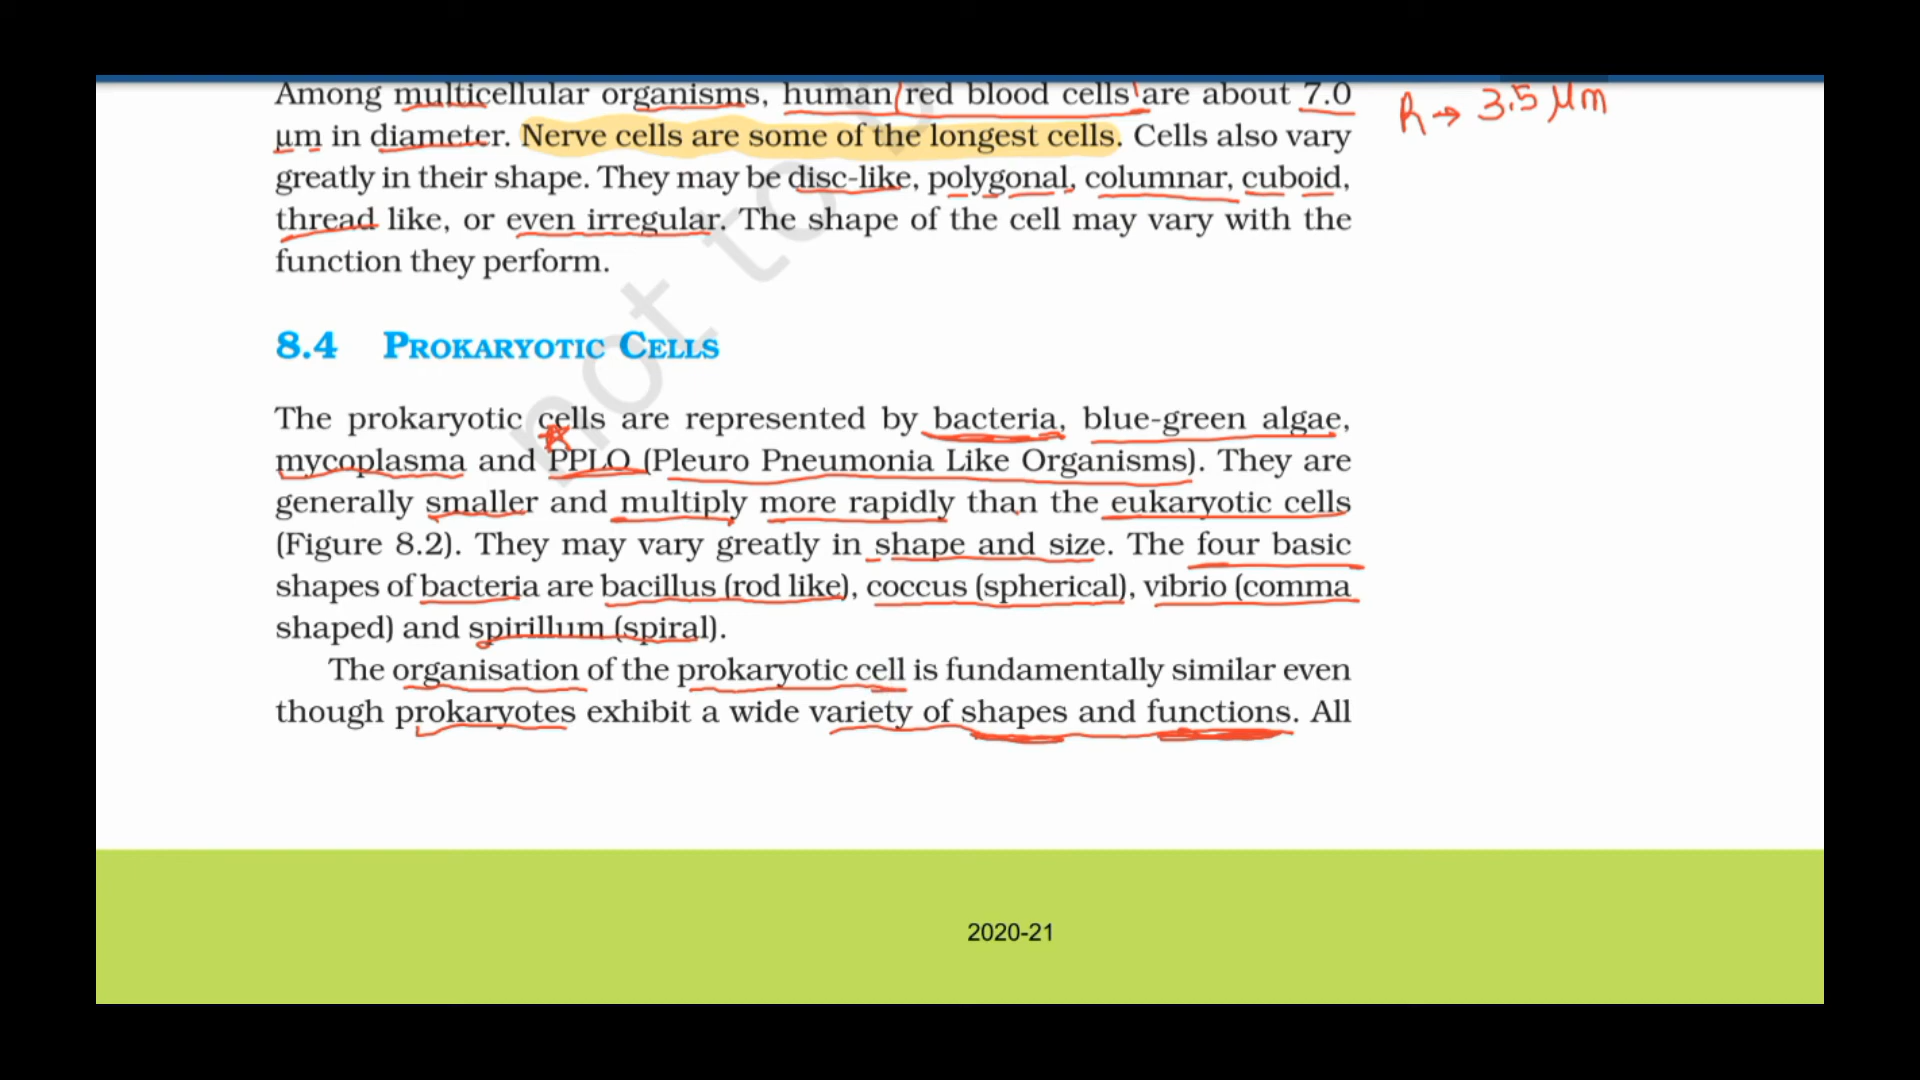 Among multicellular organisms, human red blood cells are about 7.0
R → 3.5 μm
μm in diameter. Nerve cells are some of the longest cells. Cells also vary
greatly in their shape. They may be disc-like, polygonal, columnar, cuboid,
thread like, or even irregular. The shape of the cell may vary with the
function they perform.
not to
8.4 PROKARYOTIC CELLS
The prokaryotic cells are represented by bacteria, blue-green algae,
mycoplasma and PPLO (Pleuro Pneumonia Like Organisms). They are
generally smaller and multiply more rapidly than the eukaryotic cells
(Figure 8.2). They may vary greatly in shape and size. The four basic
shapes of bacteria are bacillus (rod like), coccus (spherical), vibrio (comma
shaped) and spirillum (spiral).
The organisation of the prokaryotic cell is fundamentally similar even
though prokaryotes exhibit a wide variety of shapes and functions. All
2020-21